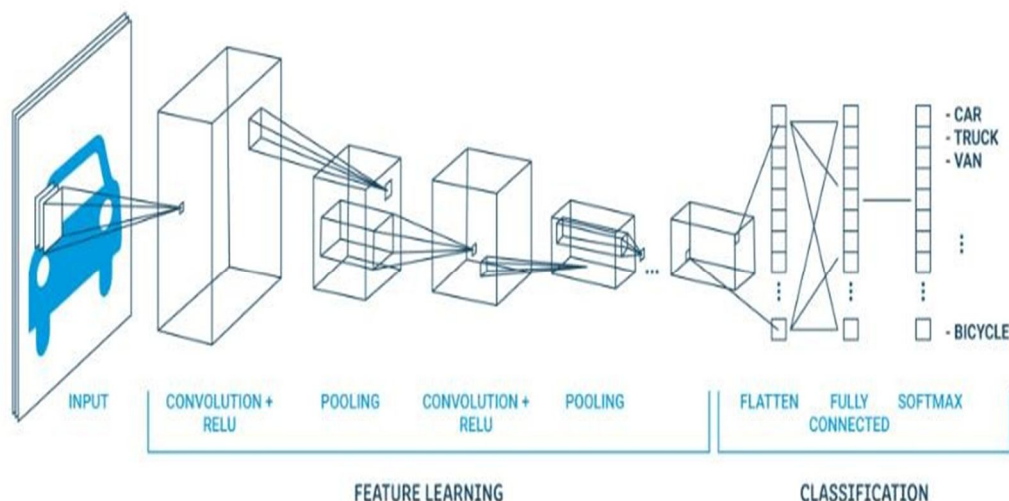 - CAR
- TRUCK
- VAN
- BICYCLE
INPUT
CONVOLUTION +
RELU
POOLING
CONVOLUTION +
RELU
POOLING
FLATTEN
FULLY
CONNECTED
SOFTMAX
FEATURE LEARNING
CLASSIFICATION